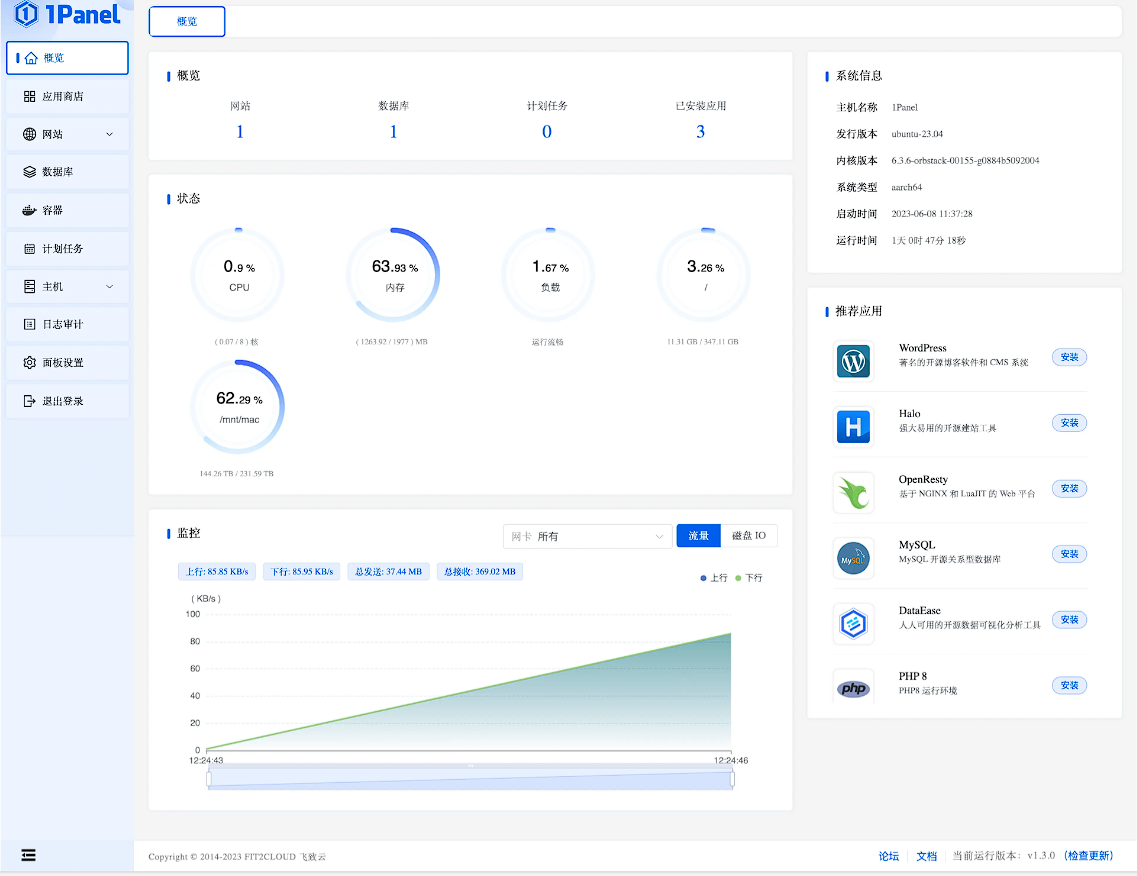 1Panel
概览
应用商店
网站
数据库
容器
计划任务
主机
日志审计
面板设置
退出登录
概览
概览
网站 数据库 计划任务 已安装应用
1 1 0 3
状态
0.9 % 63.93 % 1.67 % 3.26 %
CPU 内存 负载 /
( 0.07 / 8 ) 核 ( 1263.92 / 1977 ) MB 运行流畅 11.31 GB / 347.11 GB
62.29 %
/mnt/mac
144.26 TB / 231.59 TB
监控
网卡 所有 流量 磁盘 IO
上行: 85.85 KB/s 下行: 85.95 KB/s 总发送: 37.44 MB 总接收: 369.02 MB
上行 下行
( KB/s )
100
80
60
40
20
0
12:24:43 12:24:46
系统信息
主机名称 1Panel
发行版本 ubuntu-23.04
内核版本 6.3.6-orbstack-00155-g0884b5092004
系统类型 aarch64
启动时间 2023-06-08 11:37:28
运行时间 1天 0时 47分 18秒
推荐应用
WordPress
著名的开源博客软件和 CMS 系统
安装
H
Halo
强大易用的开源建站工具
安装
OpenResty
基于 NGINX 和 LuaJIT 的 Web 平台
安装
MySQL
MySQL
MySQL 开源关系型数据库
安装
DataEase
人人可用的开源数据可视化分析工具
安装
php
PHP 8
PHP8 运行环境
安装
Copyright © 2014-2023 FIT2CLOUD 飞致云
论坛 文档 当前运行版本： v1.3.0 (检查更新)